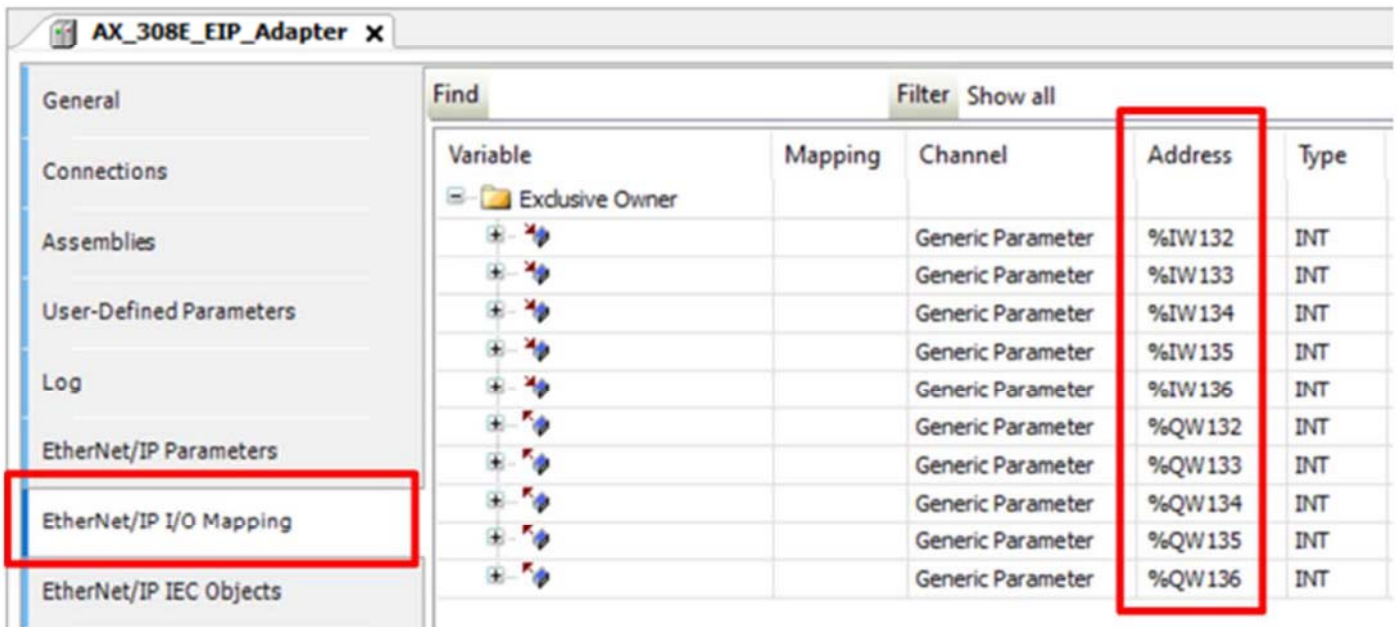 AX_308E_EIP_Adapter x
General
Connections
Assemblies
User-Defined Parameters
Log
EtherNet/IP Parameters
EtherNet/IP I/O Mapping
EtherNet/IP IEC Objects
Find Filter Show all
Variable Mapping Channel Address Type
Exclusive Owner
Generic Parameter %IW132 INT
Generic Parameter %IW133 INT
Generic Parameter %IW134 INT
Generic Parameter %IW135 INT
Generic Parameter %IW136 INT
Generic Parameter %QW132 INT
Generic Parameter %QW133 INT
Generic Parameter %QW134 INT
Generic Parameter %QW135 INT
Generic Parameter %QW136 INT